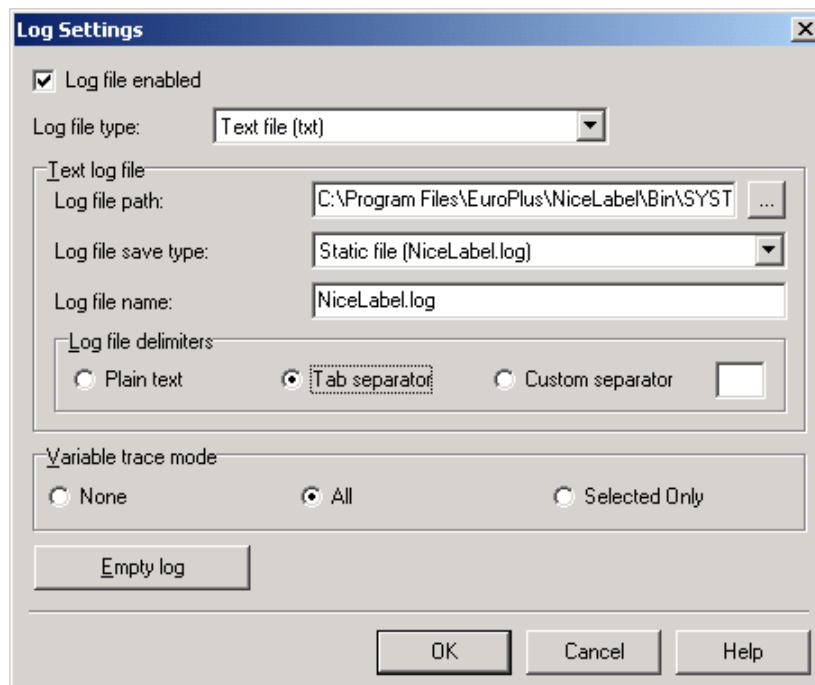 Log Settings
Log file enabled
Log file type: Text file (txt)
Text log file
Log file path: C:\Program Files\EuroPlus\NiceLabel\Bin\SYST ...
Log file save type: Static file (NiceLabel.log)
Log file name: NiceLabel.log
Log file delimiters
Plain text Tab separator Custom separator
Variable trace mode
None All Selected Only
Empty log
OK Cancel Help